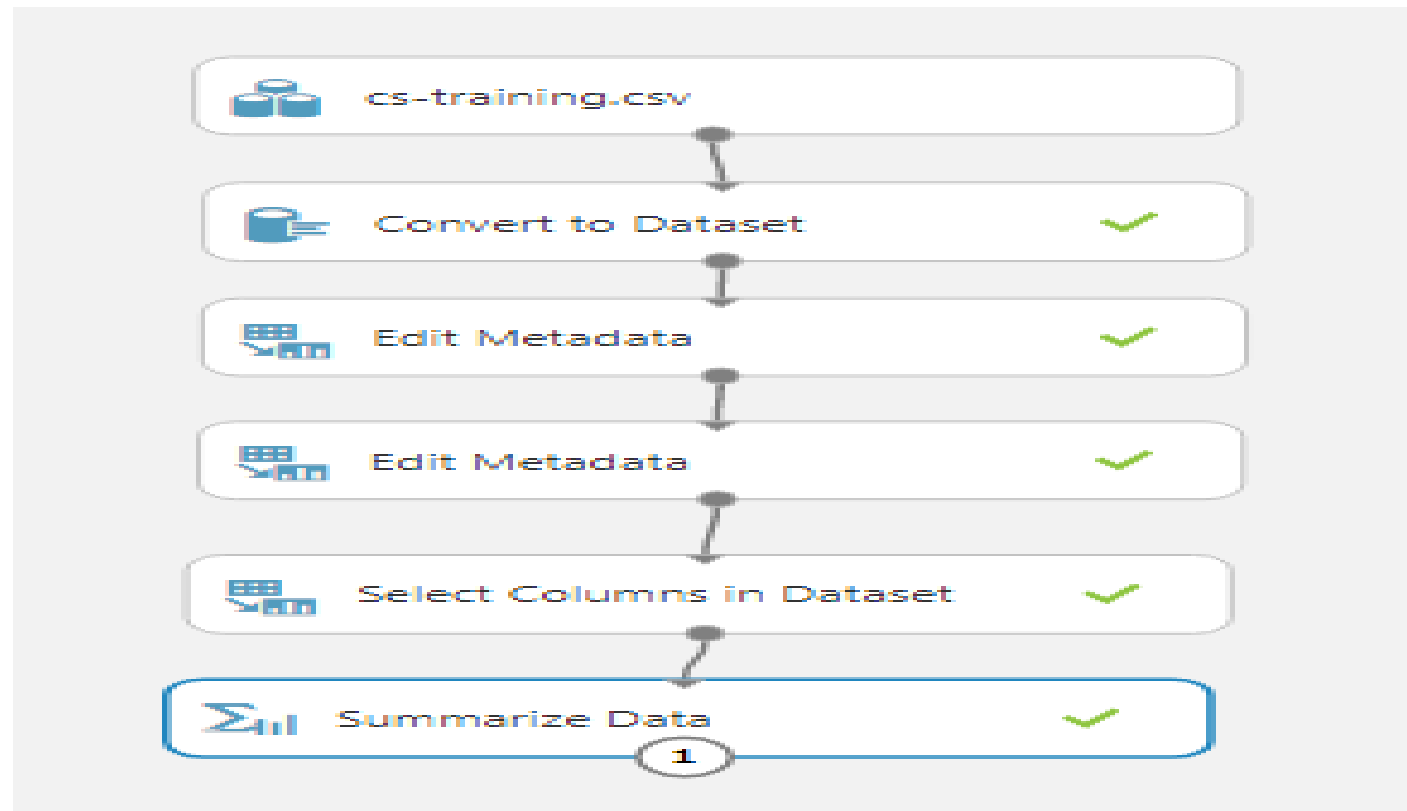 cs-training.csv
Convert to Dataset
Edit Metadata
Edit Metadata
Select Columns in Dataset
Summarize Data
1